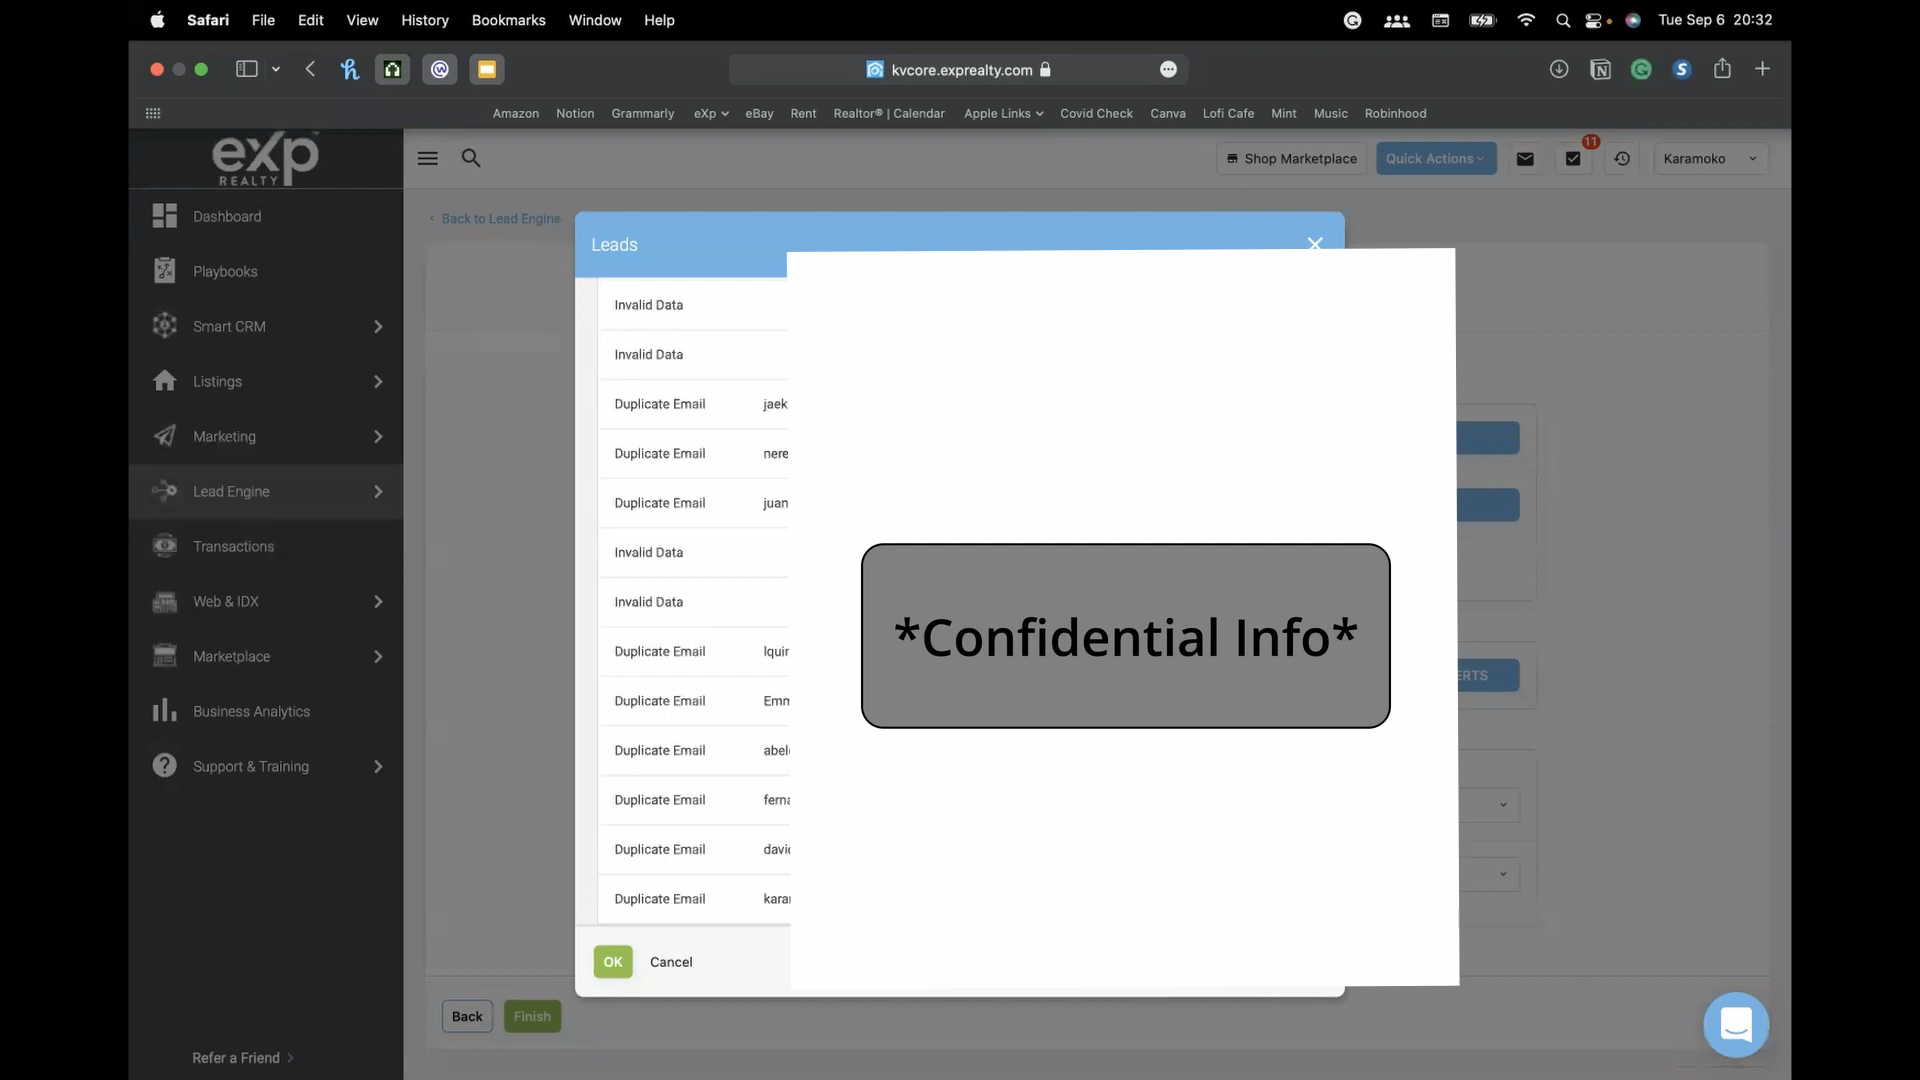 Safari File Edit View History Bookmarks Window Help Tue Sep 6 20:32
kvcore.exprealty.com
Amazon Notion Grammarly eXp eBay Rent Realtor® | Calendar Apple Links Covid Check Canva Lofi Cafe Mint Music Robinhood
eXp
REALTY
Shop Marketplace Quick Actions 11 Karamoko
Back to Lead Engine
Dashboard
Playbooks
Smart CRM
Listings
Marketing
Lead Engine
Transactions
Web & IDX
Marketplace
Business Analytics
Support & Training
Refer a Friend
Leads
Invalid Data
Invalid Data
Duplicate Email jaek
Duplicate Email nere
Duplicate Email juan
Invalid Data
Invalid Data
Duplicate Email lquir
Duplicate Email Emm
Duplicate Email abel
Duplicate Email ferna
Duplicate Email david
Duplicate Email karar
*Confidential Info*
ERTS
OK Cancel
Back Finish